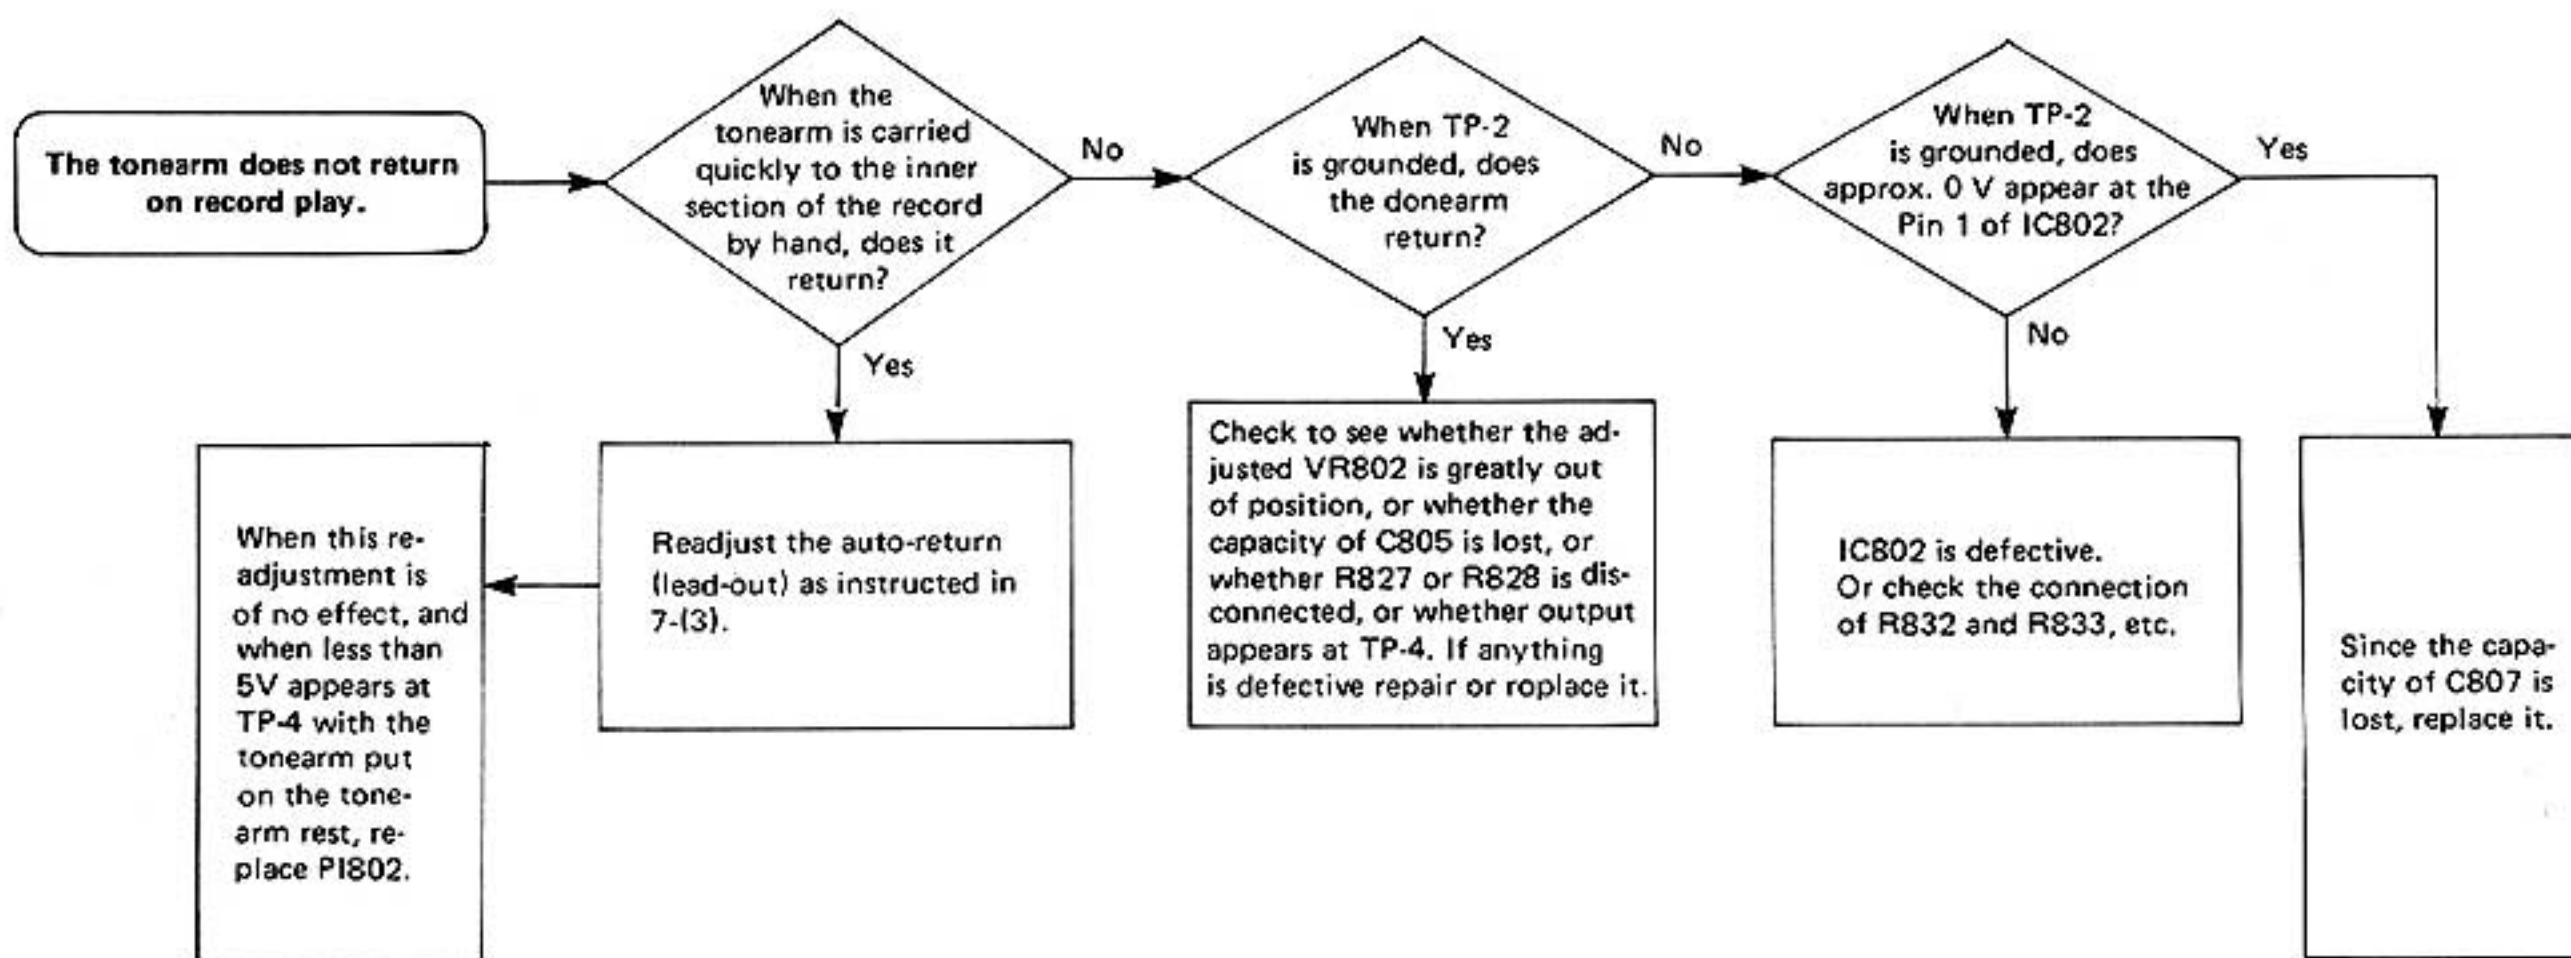 The tonearm does not return
on record play.
When the
tonearm is carried
quickly to the inner
section of the record
by hand, does it
return?
No
Yes
When TP-2
is grounded, does
the donearm
return?
No
Yes
When TP-2
is grounded, does
approx. 0 V appear at the
Pin 1 of IC802?
Yes
No
When this re-
adjustment is
of no effect, and
when less than
5V appears at
TP-4 with the
tonearm put
on the tone-
arm rest, re-
place PI802.
Readjust the auto-return
(lead-out) as instructed in
7-(3).
Check to see whether the ad-
justed VR802 is greatly out
of position, or whether the
capacity of C805 is lost, or
whether R827 or R828 is dis-
connected, or whether output
appears at TP-4. If anything
is defective repair or roplace it.
IC802 is defective.
Or check the connection
of R832 and R833, etc.
Since the capa-
city of C807 is
lost, replace it.